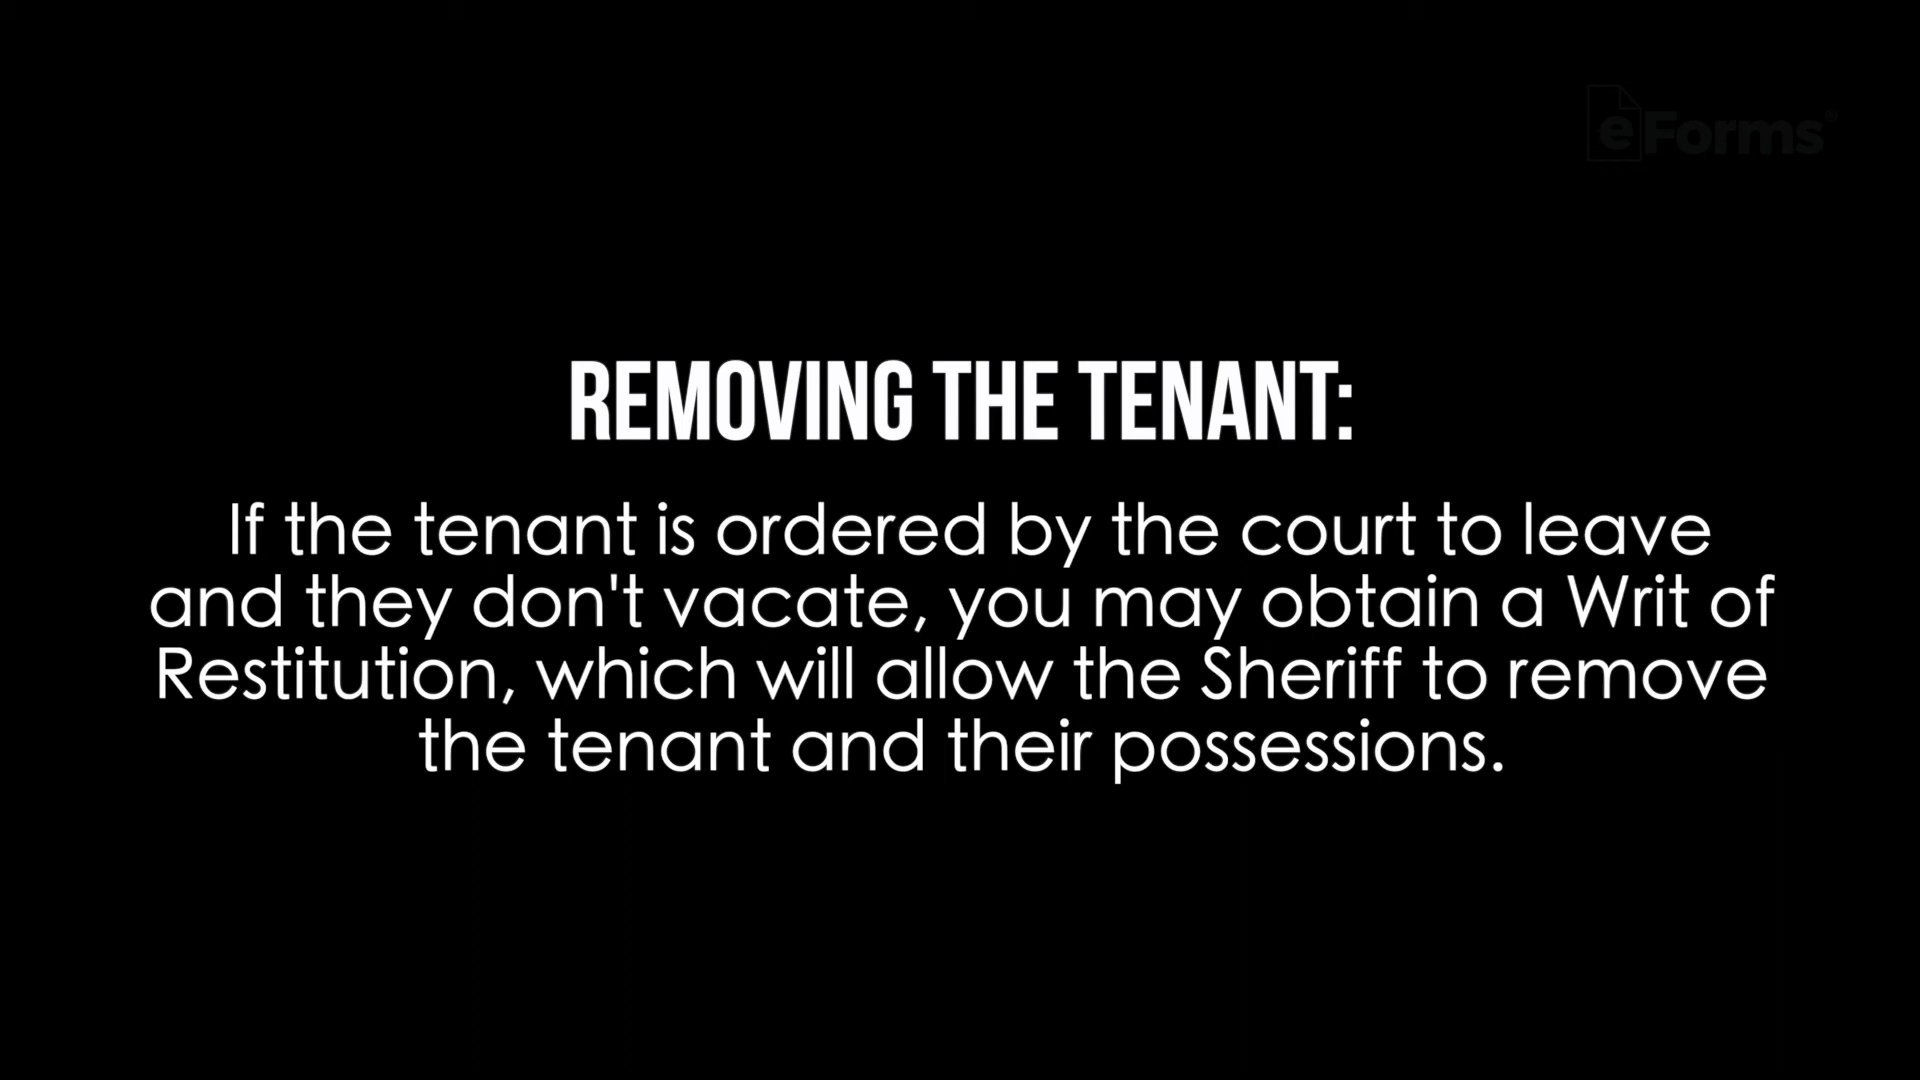 eForms®
REMOVING THE TENANT:
If the tenant is ordered by the court to leave
and they don't vacate, you may obtain a Writ of
Restitution, which will allow the Sheriff to remove
the tenant and their possessions.